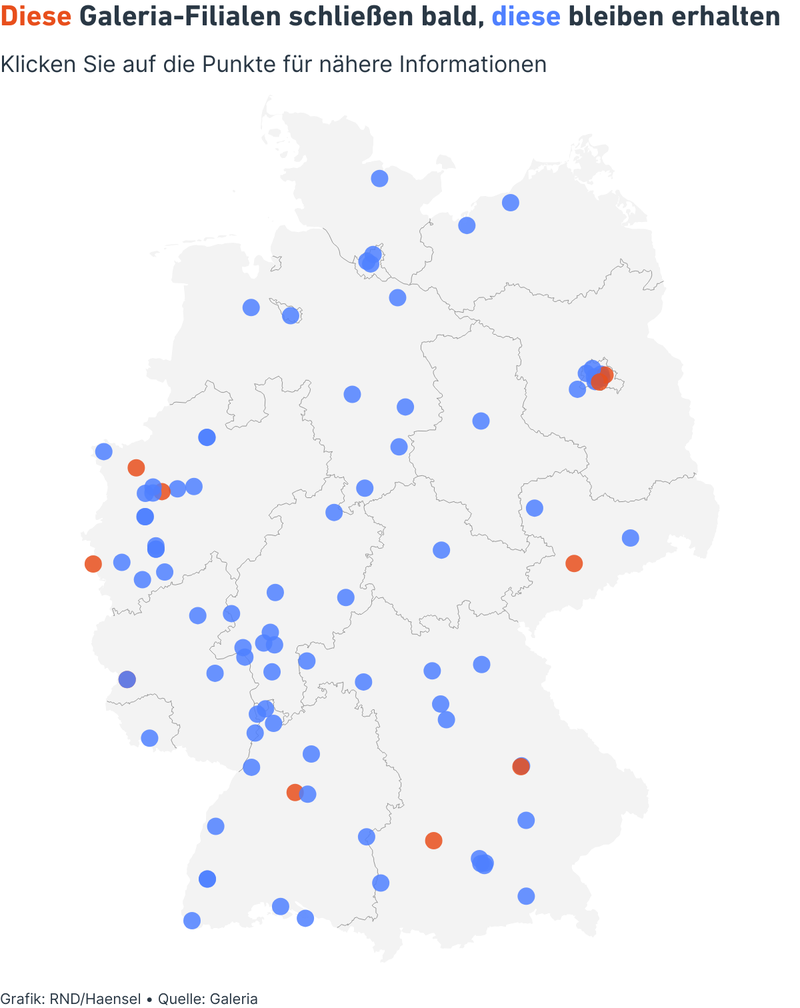 Diese Galeria-Filialen schließen bald, diese bleiben erhalten
Klicken Sie auf die Punkte für nähere Informationen
Grafik: RND/Haensel • Quelle: Galeria